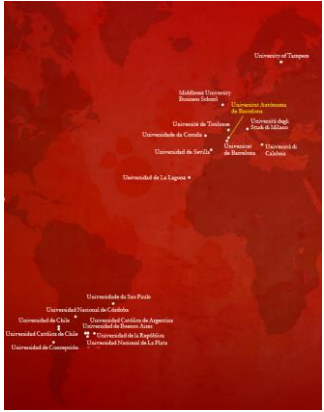 University of Tampere
Middlesex University
Business School
Universitat Autònoma
de Barcelona
Université de Toulouse
Università degli
Studi di Milano
Universidade da Coruña
Universidad de Sevilla
Universitat
de Barcelona
Università di
Calabria
Universidad de La Laguna
Universidade de Sao Paulo
Universidad Nacional de Córdoba
Universidad de Chile
Universidad Católica de Argentina
Universidad de Buenos Aires
Universidad Católica de Chile
Universidad de la República
Universidad de Concepción
Universidad Nacional de La Plata